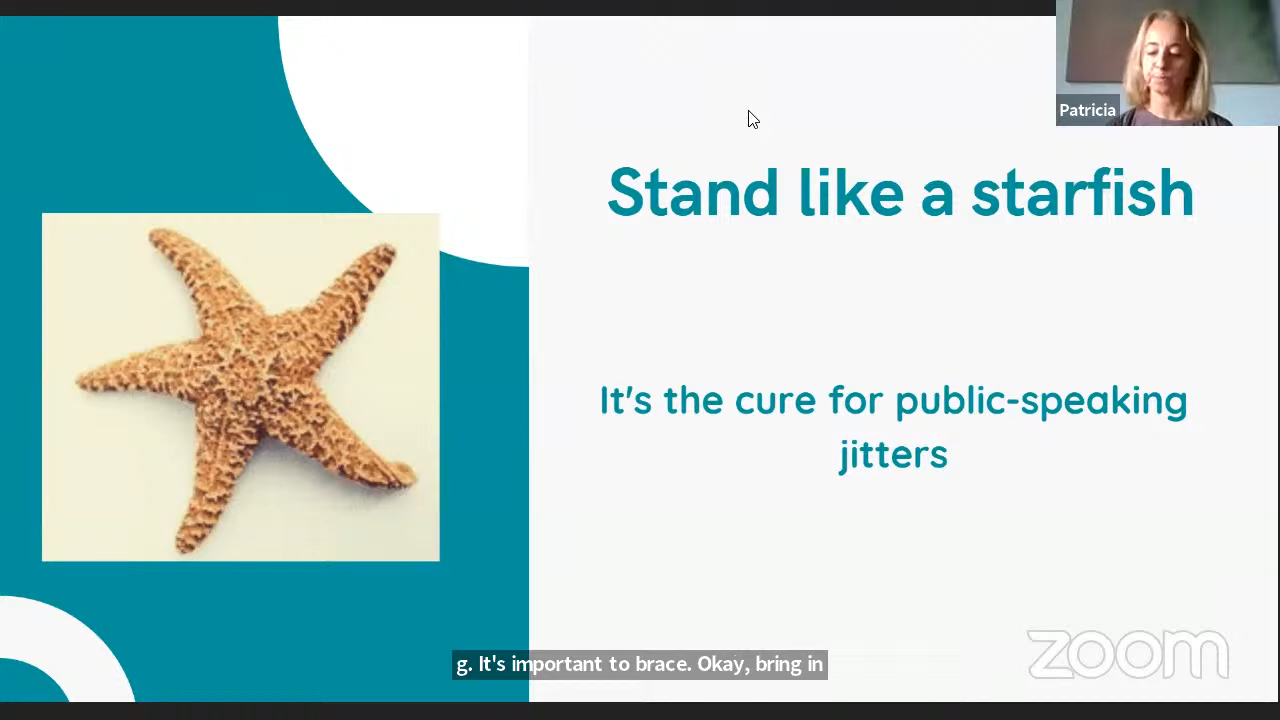 Patricia
Stand like a starfish
It's the cure for public-speaking
jitters
g. It's important to brace. Okay, bring in
zoom